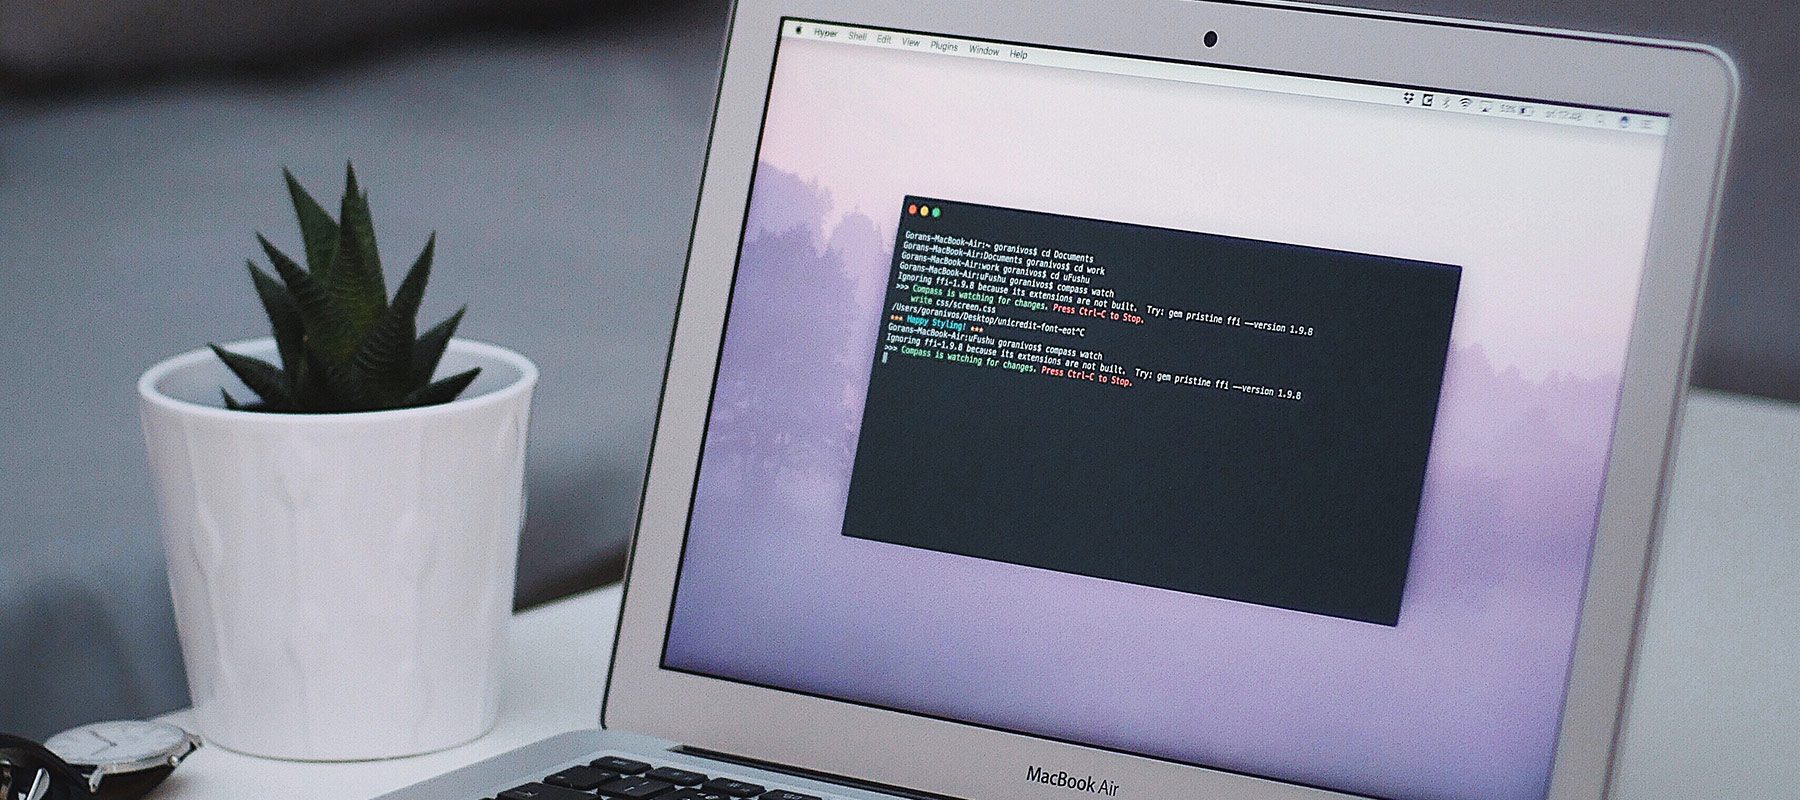 Hyper Shell Edit View Plugins Window Help
53%
Gorans-MacBook-Air:~ goranivos$ cd Documents
Gorans-MacBook-Air:Documents goranivos$ cd work
Gorans-MacBook-Air:work goranivos$ cd uFushu
Gorans-MacBook-Air:uFushu goranivos$ compass watch
Ignoring ffi-1.9.8 because its extensions are not built. Try: gem pristine ffi --version 1.9.8
>>> Compass is watching for changes. Press Ctrl-C to Stop.
write css/screen.css
/Users/goranivos/Desktop/unicredit-font-eot^C
*** Happy Styling! ***
Gorans-MacBook-Air:uFushu goranivos$ compass watch
Ignoring ffi-1.9.8 because its extensions are not built. Try: gem pristine ffi --version 1.9.8
>>> Compass is watching for changes. Press Ctrl-C to Stop.
MacBook Air